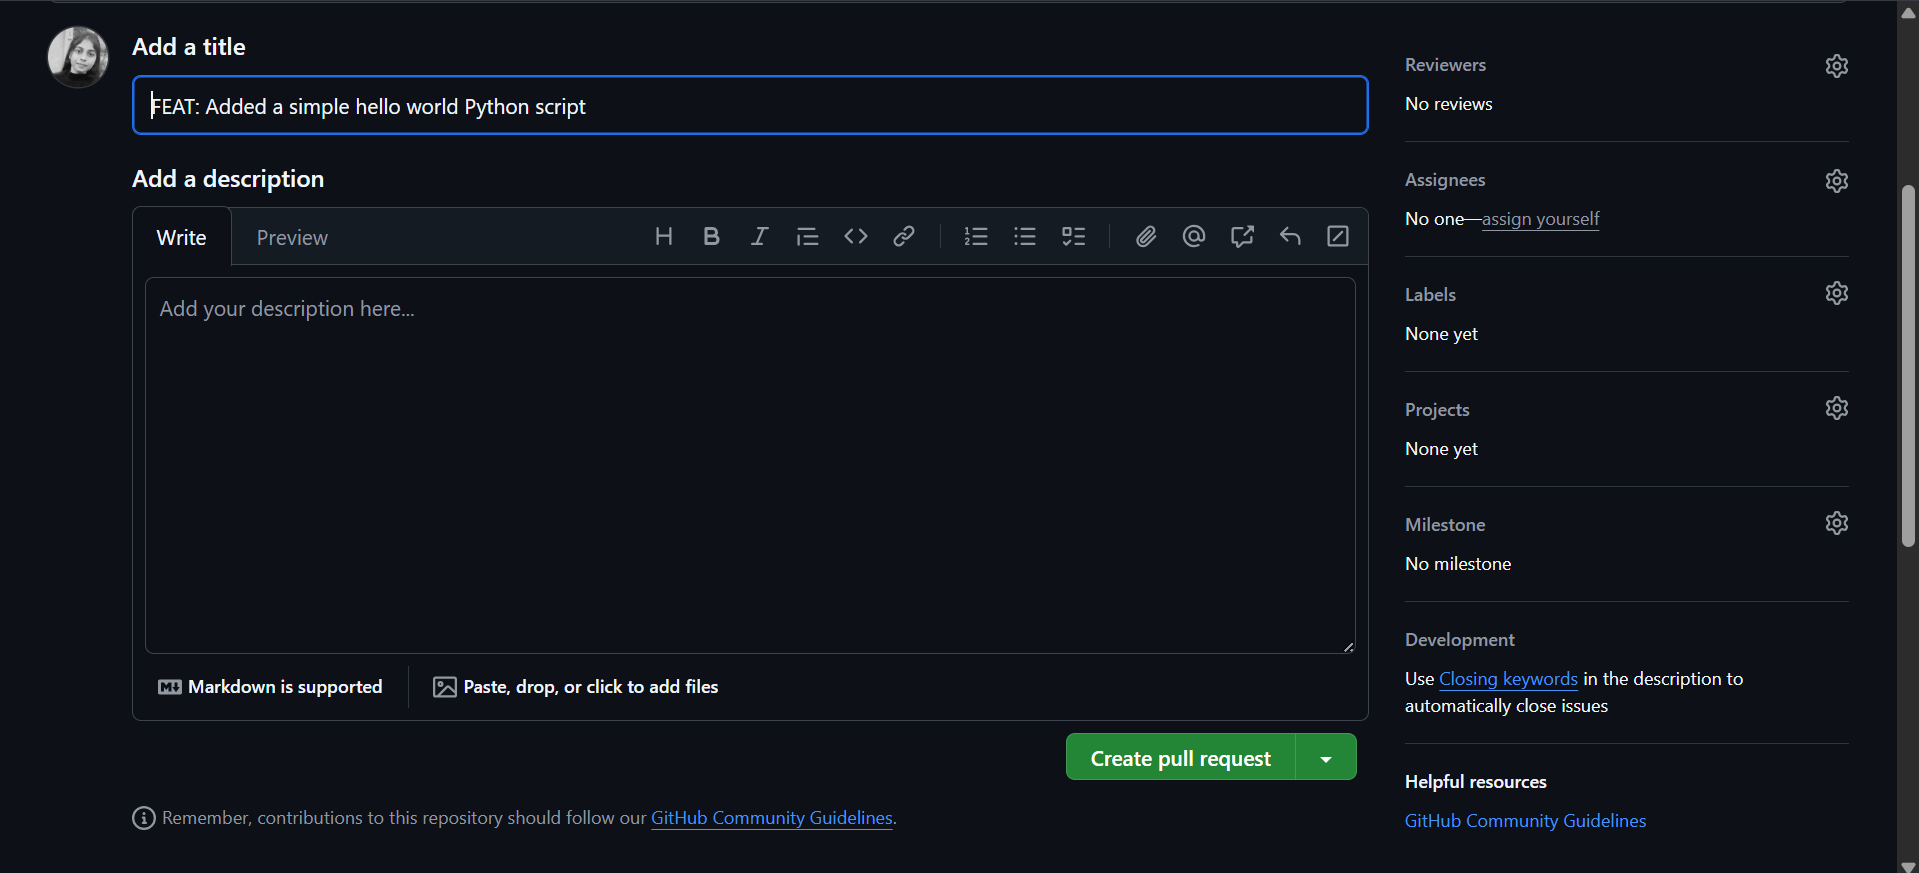 Add a title
FEAT: Added a simple hello world Python script
Add a description
Write
Preview
Add your description here...
Markdown is supported
Paste, drop, or click to add files
Create pull request
Remember, contributions to this repository should follow our GitHub Community Guidelines.
Reviewers
No reviews
Assignees
No one—assign yourself
Labels
None yet
Projects
None yet
Milestone
No milestone
Development
Use Closing keywords in the description to
automatically close issues
Helpful resources
GitHub Community Guidelines